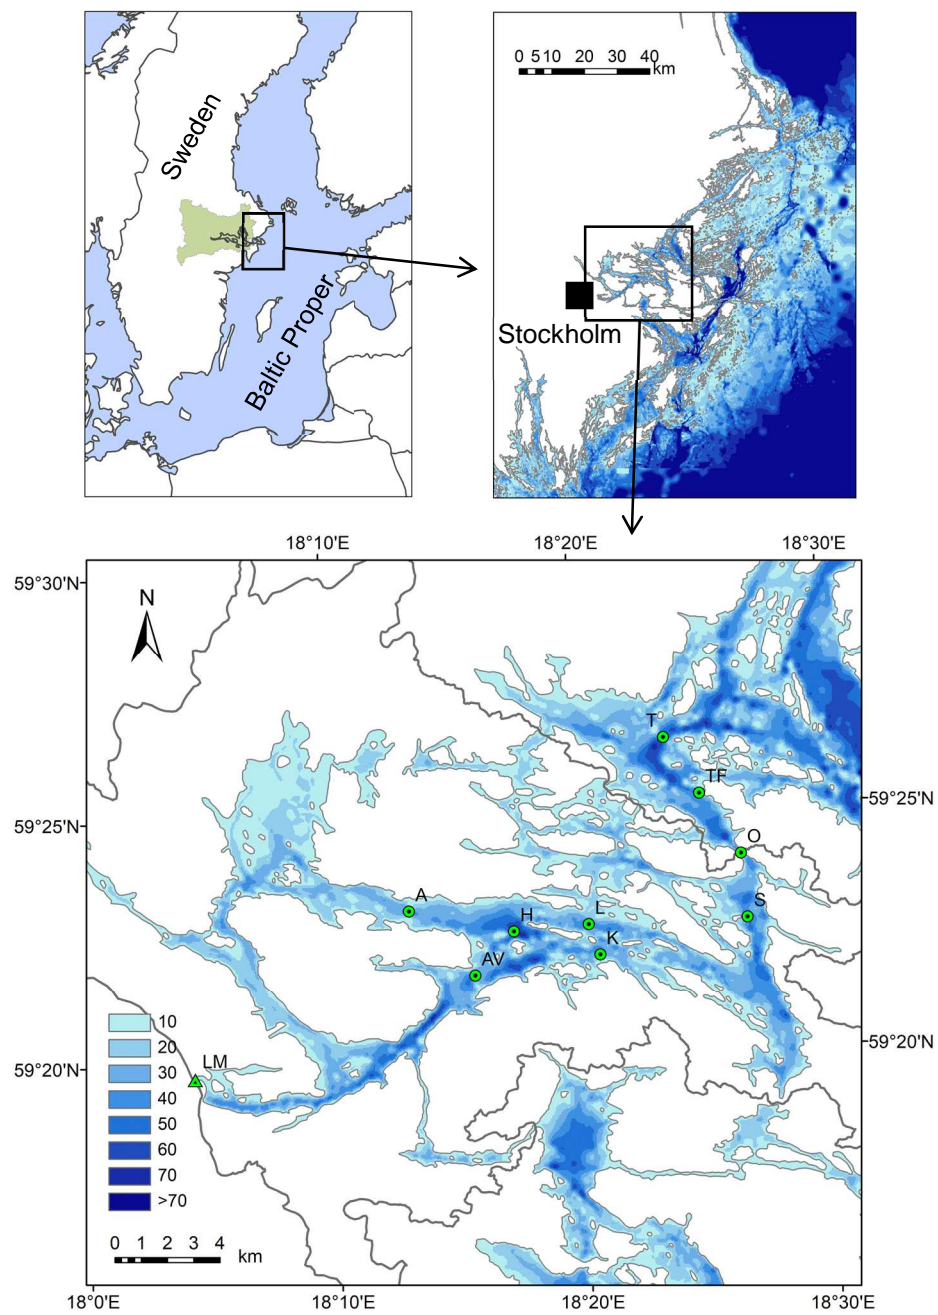 Sweden
Baltic Proper
0 5 10 20 30 40
km
Stockholm
18°10'E 18°20'E 18°30'E
59°30'N
N
T
TF
59°25'N
59°25'N
O
A
L
S
H
K
AV
59°20'N
59°20'N
LM
10
20
30
40
50
60
70
>70
0 1 2 3 4
km
18°0'E 18°10'E 18°20'E 18°30'E